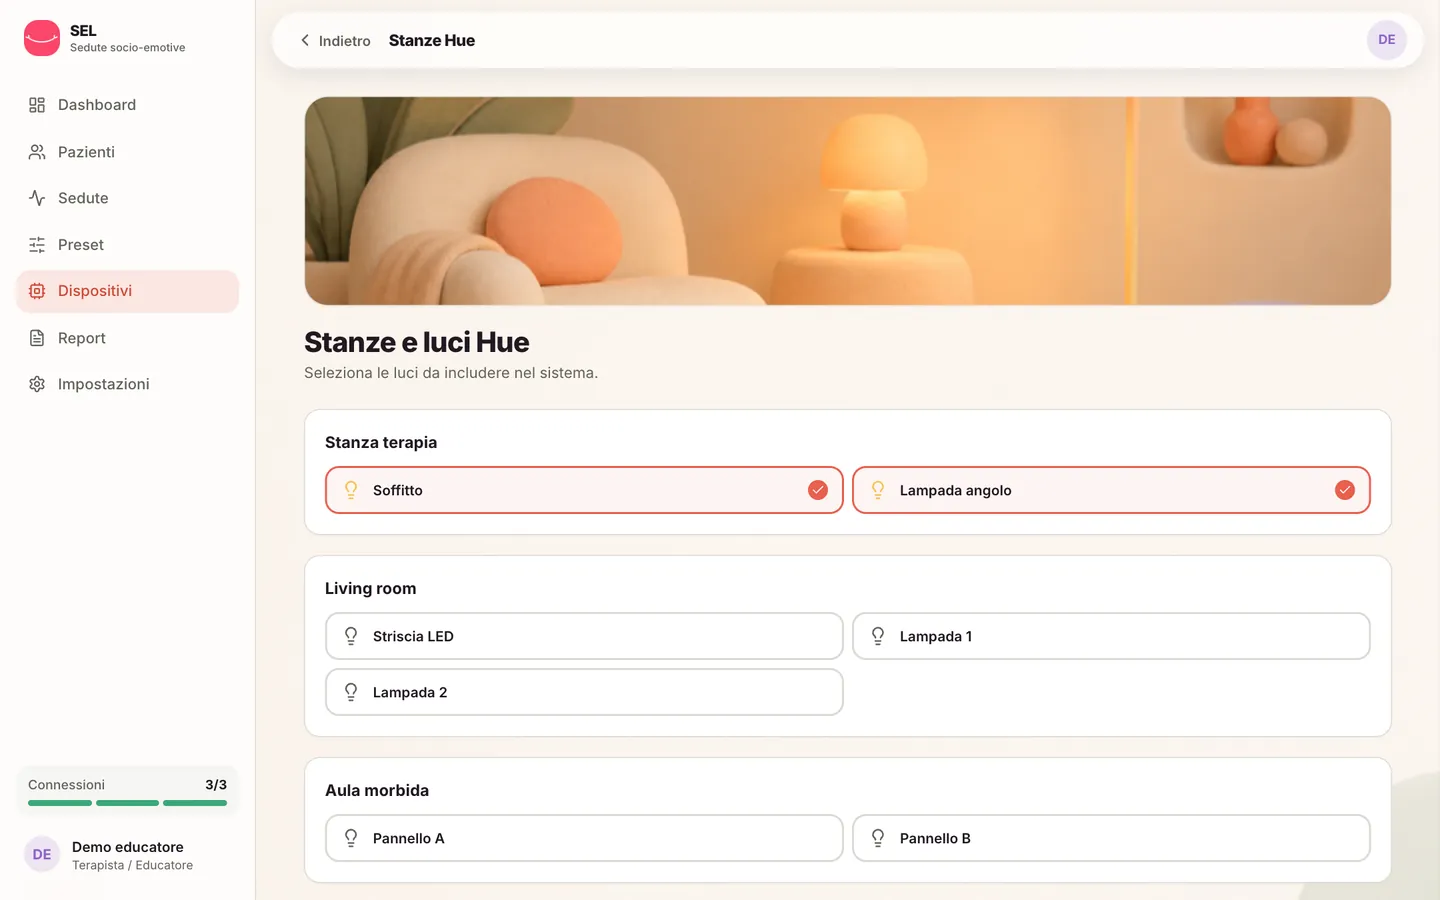 SEL
Sedute socio-emotive
Dashboard
Pazienti
Sedute
Preset
Dispositivi
Report
Impostazioni
Connessioni 3/3
DE
Demo educatore
Terapista / Educatore
Indietro
Stanze Hue
DE
Stanze e luci Hue
Seleziona le luci da includere nel sistema.
Stanza terapia
Soffitto
Lampada angolo
Living room
Striscia LED
Lampada 1
Lampada 2
Aula morbida
Pannello A
Pannello B